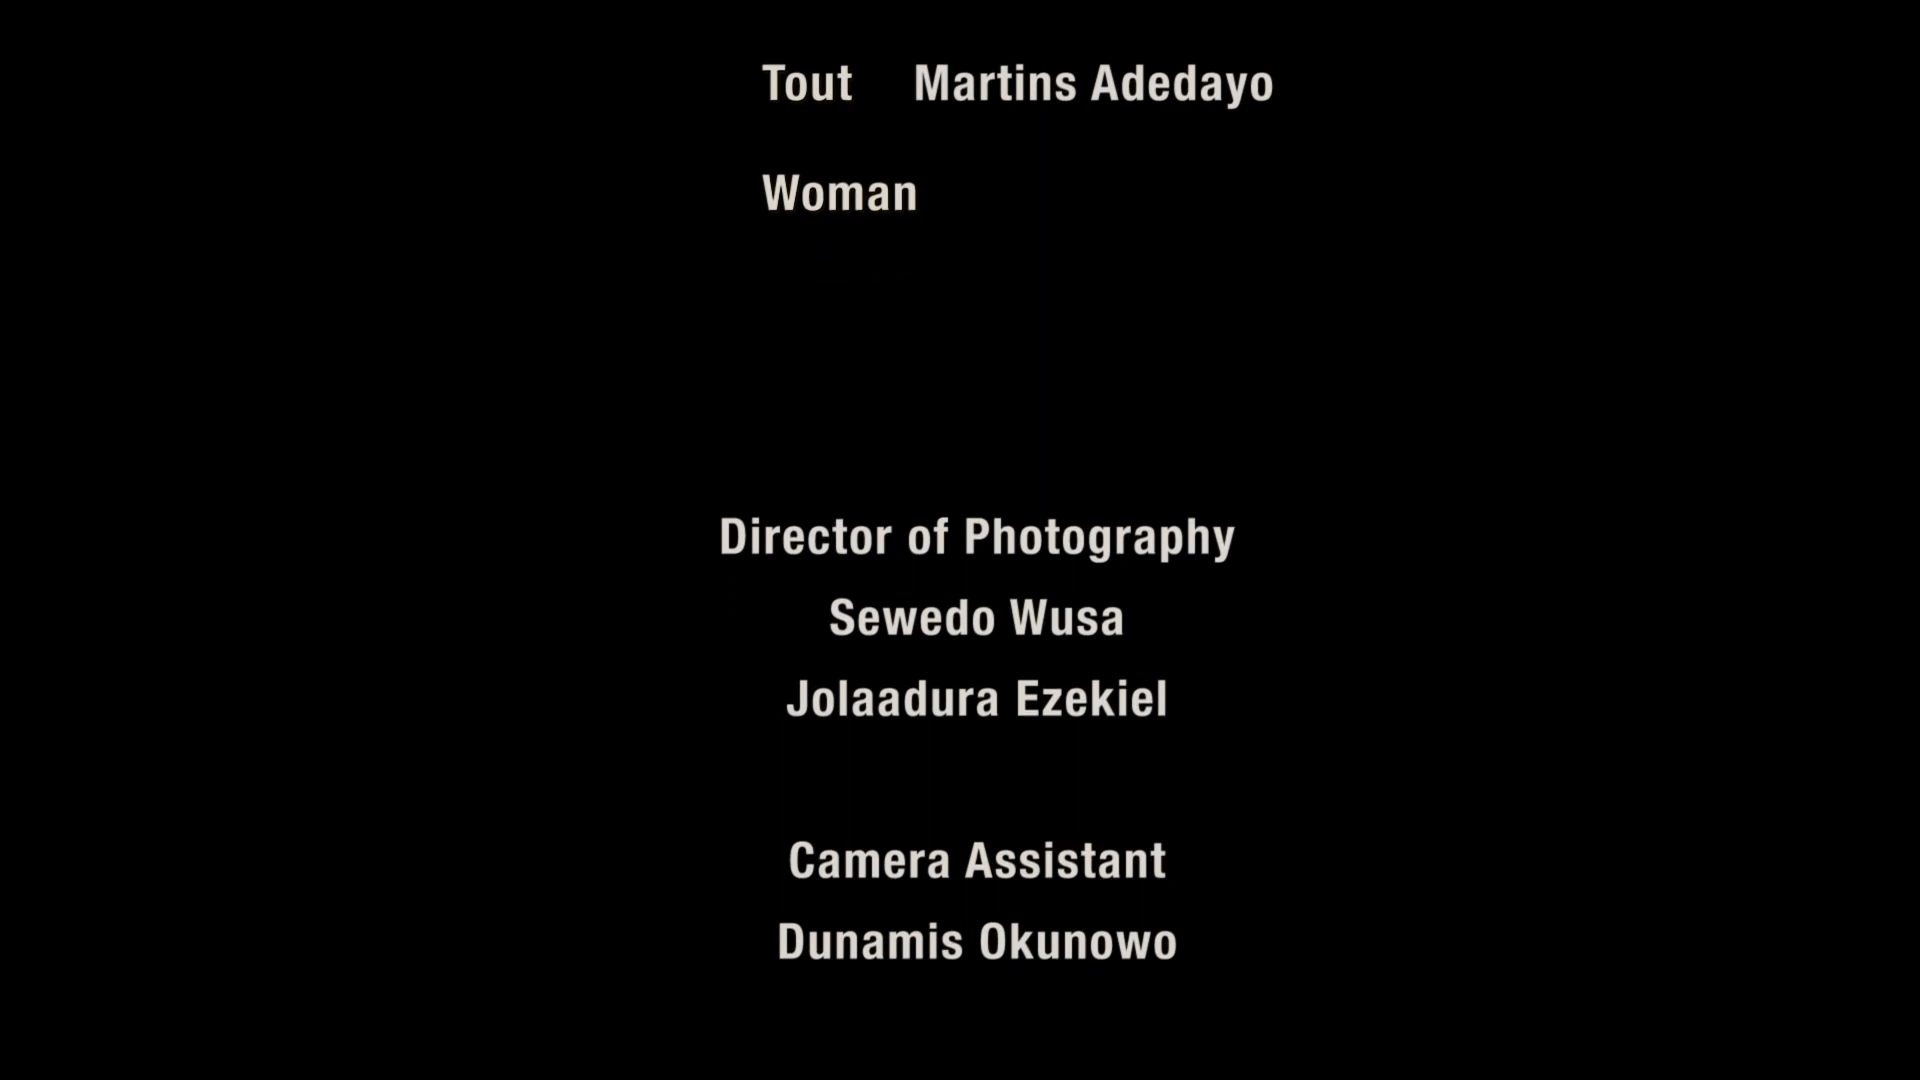 Tout Martins Adedayo
Woman
Director of Photography
Sewedo Wusa
Jolaadura Ezekiel
Camera Assistant
Dunamis Okunowo